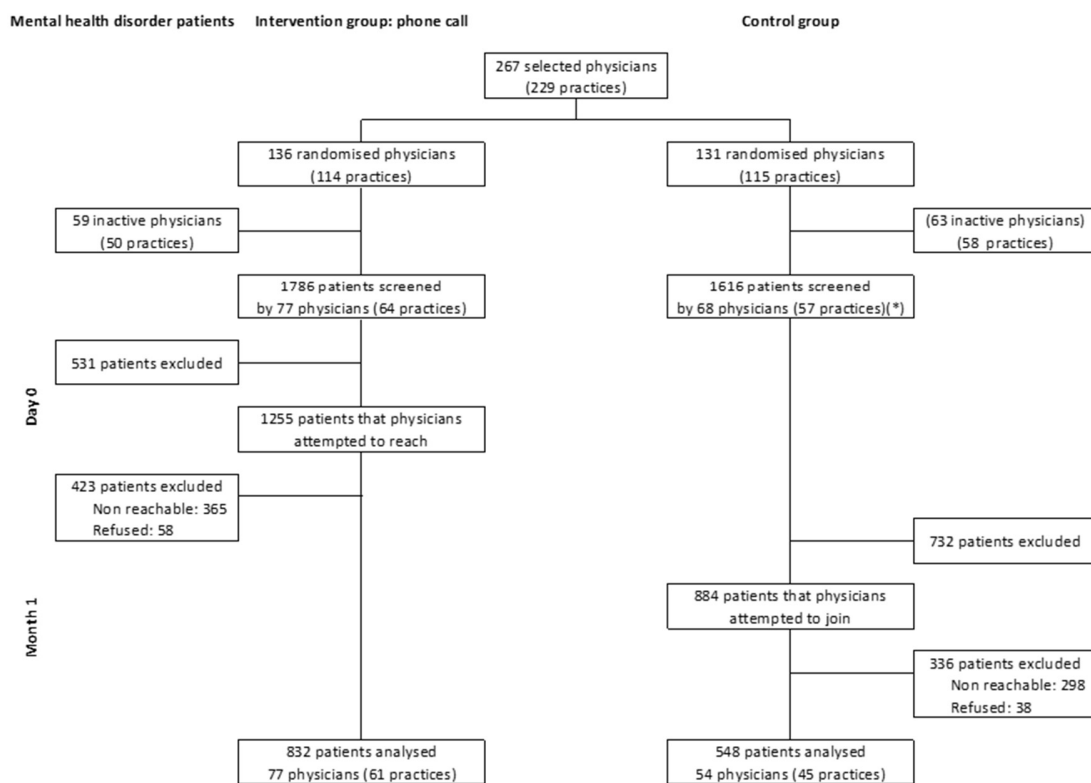 Mental health disorder patients
Intervention group: phone call
Control group
267 selected physicians
(229 practices)
136 randomised physicians
(114 practices)
131 randomised physicians
(115 practices)
59 inactive physicians
(50 practices)
(63 inactive physicians)
(58 practices)
1786 patients screened
by 77 physicians (64 practices)
1616 patients screened
by 68 physicians (57 practices)(*)
531 patients excluded
Day 0
1255 patients that physicians
attempted to reach
423 patients excluded
Non reachable: 365
Refused: 58
732 patients excluded
Month 1
884 patients that physicians
attempted to join
336 patients excluded
Non reachable: 298
Refused: 38
832 patients analysed
77 physicians (61 practices)
548 patients analysed
54 physicians (45 practices)